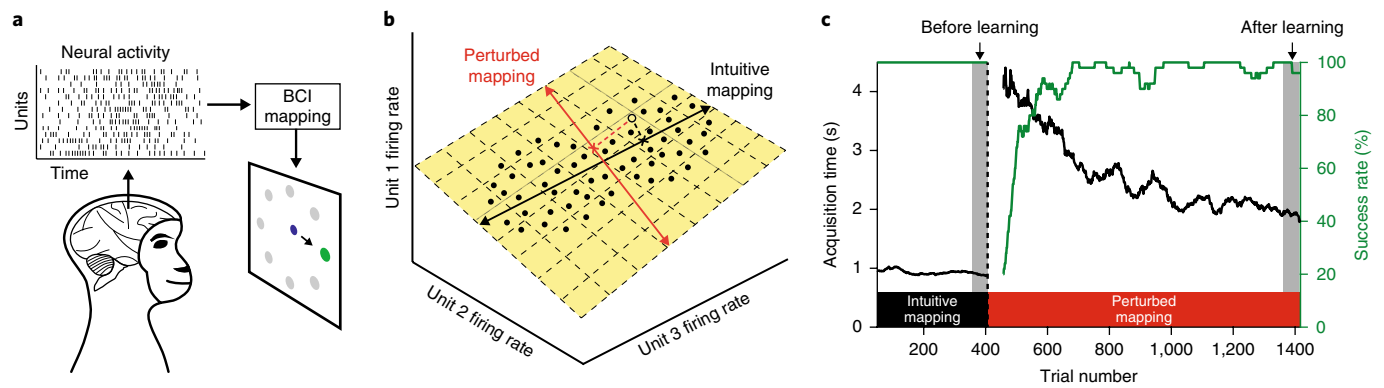 a
Neural activity
Units
Time
BCI
mapping
b
Unit 1 firing rate
Perturbed
mapping
Intuitive
mapping
Unit 2 firing rate
Unit 3 firing rate
c
Before learning
After learning
Acquisition time (s)
4
3
2
1
0
Success rate (%)
100
80
60
40
20
0
Intuitive
mapping
Perturbed
mapping
200
400
600
800
1,000
1,200
1400
Trial number